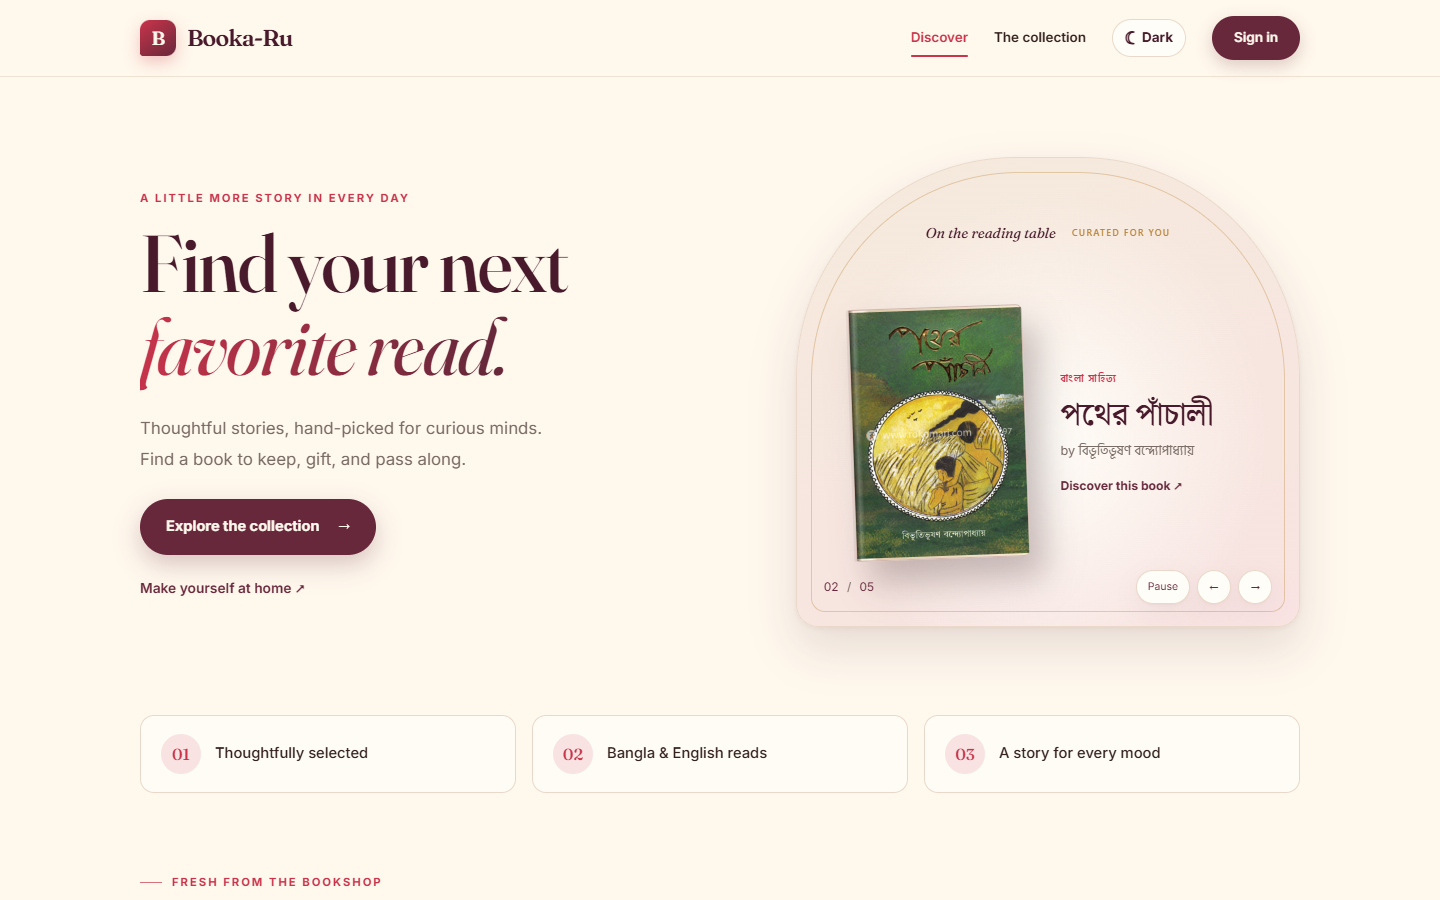 B Booka-Ru
Discover
The collection
Dark
Sign in
A LITTLE MORE STORY IN EVERY DAY
Find your next
favorite read.
Thoughtful stories, hand-picked for curious minds.
Find a book to keep, gift, and pass along.
Explore the collection →
Make yourself at home ↗
On the reading table
CURATED FOR YOU
পথের
পাঁচালী
বিভূতিভূষণ বন্দ্যোপাধ্যায়
বাংলা সাহিত্য
পথের পাঁচালী
by বিভূতিভূষণ বন্দ্যোপাধ্যায়
Discover this book ↗
02 / 05
Pause
←
→
01 Thoughtfully selected
02 Bangla & English reads
03 A story for every mood
FRESH FROM THE BOOKSHOP